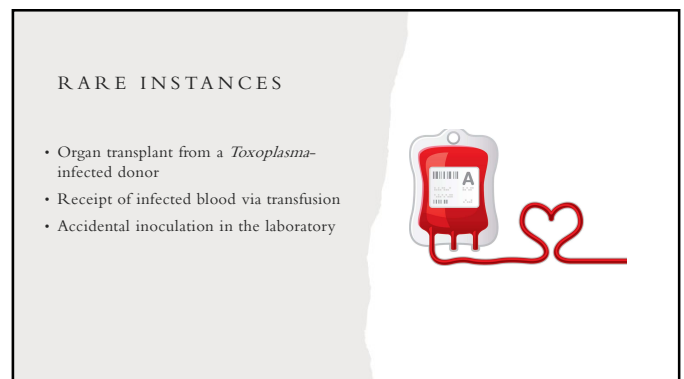 RARE INSTANCES
• Organ transplant from a Toxoplasma-
infected donor
• Receipt of infected blood via transfusion
• Accidental inoculation in the laboratory
A